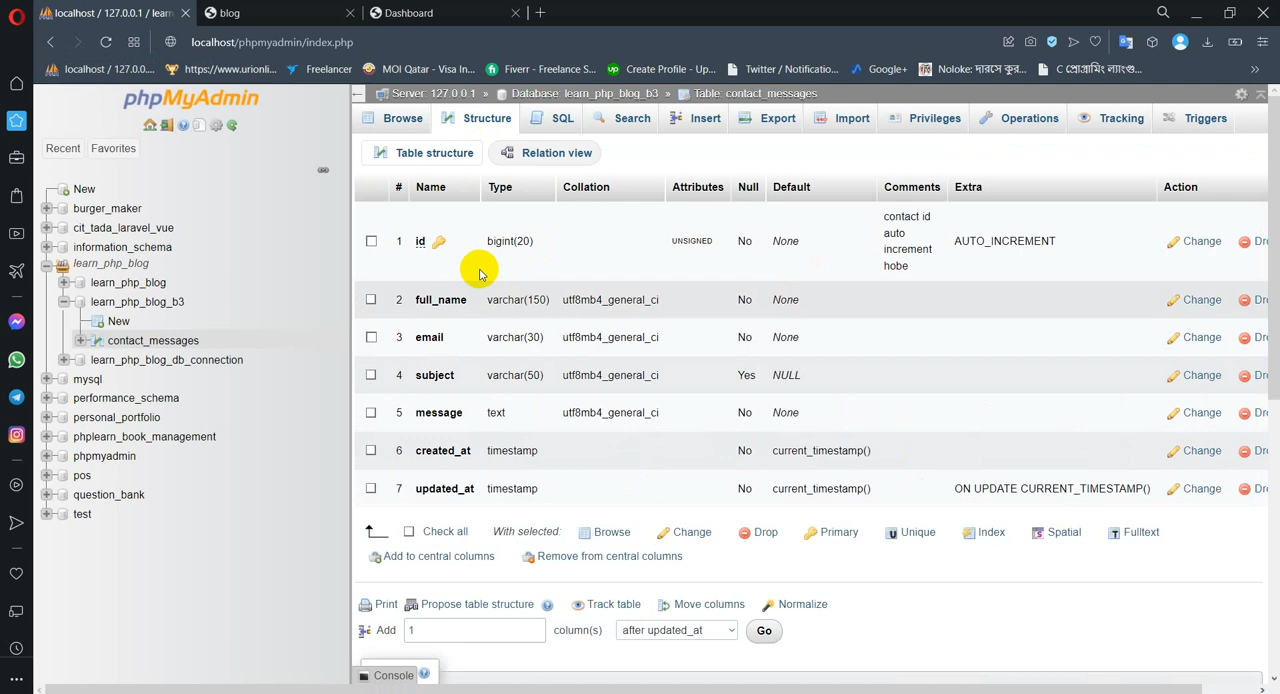 localhost / 127.0.0.1 / learn
blog
Dashboard
localhost/phpmyadmin/index.php
localhost / 127.0.0....
https://www.urionli...
Freelancer
MOI Qatar - Visa In...
Fiverr - Freelance S...
Create Profile - Up...
Twitter / Notificatio...
Google+
Noloke: দারসে কুর...
C প্রোগ্রামিং ল্যাংগু...
phpMyAdmin
Recent
Favorites
New
burger_maker
cit_tada_laravel_vue
information_schema
learn_php_blog
learn_php_blog
learn_php_blog_b3
New
contact_messages
learn_php_blog_db_connection
mysql
performance_schema
personal_portfolio
phplearn_book_management
phpmyadmin
pos
question_bank
test
Server: 127.0.0.1 » Database: learn_php_blog_b3 » Table: contact_messages
Browse Structure SQL Search Insert Export Import Privileges Operations Tracking Triggers
Table structure Relation view
# Name Type Collation Attributes Null Default Comments Extra Action
1 id bigint(20) UNSIGNED No None contact id auto increment hobe AUTO_INCREMENT Change Dr
2 full_name varchar(150) utf8mb4_general_ci No None Change Dr
3 email varchar(30) utf8mb4_general_ci No None Change Dr
4 subject varchar(50) utf8mb4_general_ci Yes NULL Change Dr
5 message text utf8mb4_general_ci No None Change Dr
6 created_at timestamp No current_timestamp() Change Dr
7 updated_at timestamp No current_timestamp() ON UPDATE CURRENT_TIMESTAMP() Change Dr
Check all With selected: Browse Change Drop Primary Unique Index Spatial Fulltext
Add to central columns Remove from central columns
Print Propose table structure Track table Move columns Normalize
Add 1 column(s) after updated_at Go
Console